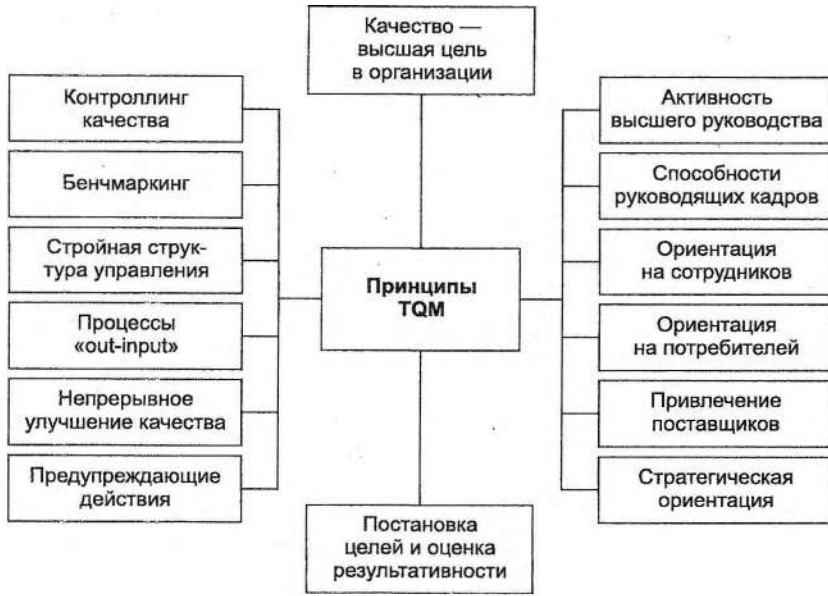 Качество —
высшая цель
в организации
Контроллинг
качества
Бенчмаркинг
Стройная струк-
тура управления
Процессы
«out-input»
Непрерывное
улучшение качества
Предупреждающие
действия
Принципы
TQM
Постановка
целей и оценка
результативности
Активность
высшего руководства
Способности
руководящих кадров
Ориентация
на сотрудников
Ориентация
на потребителей
Привлечение
поставщиков
Стратегическая
ориентация